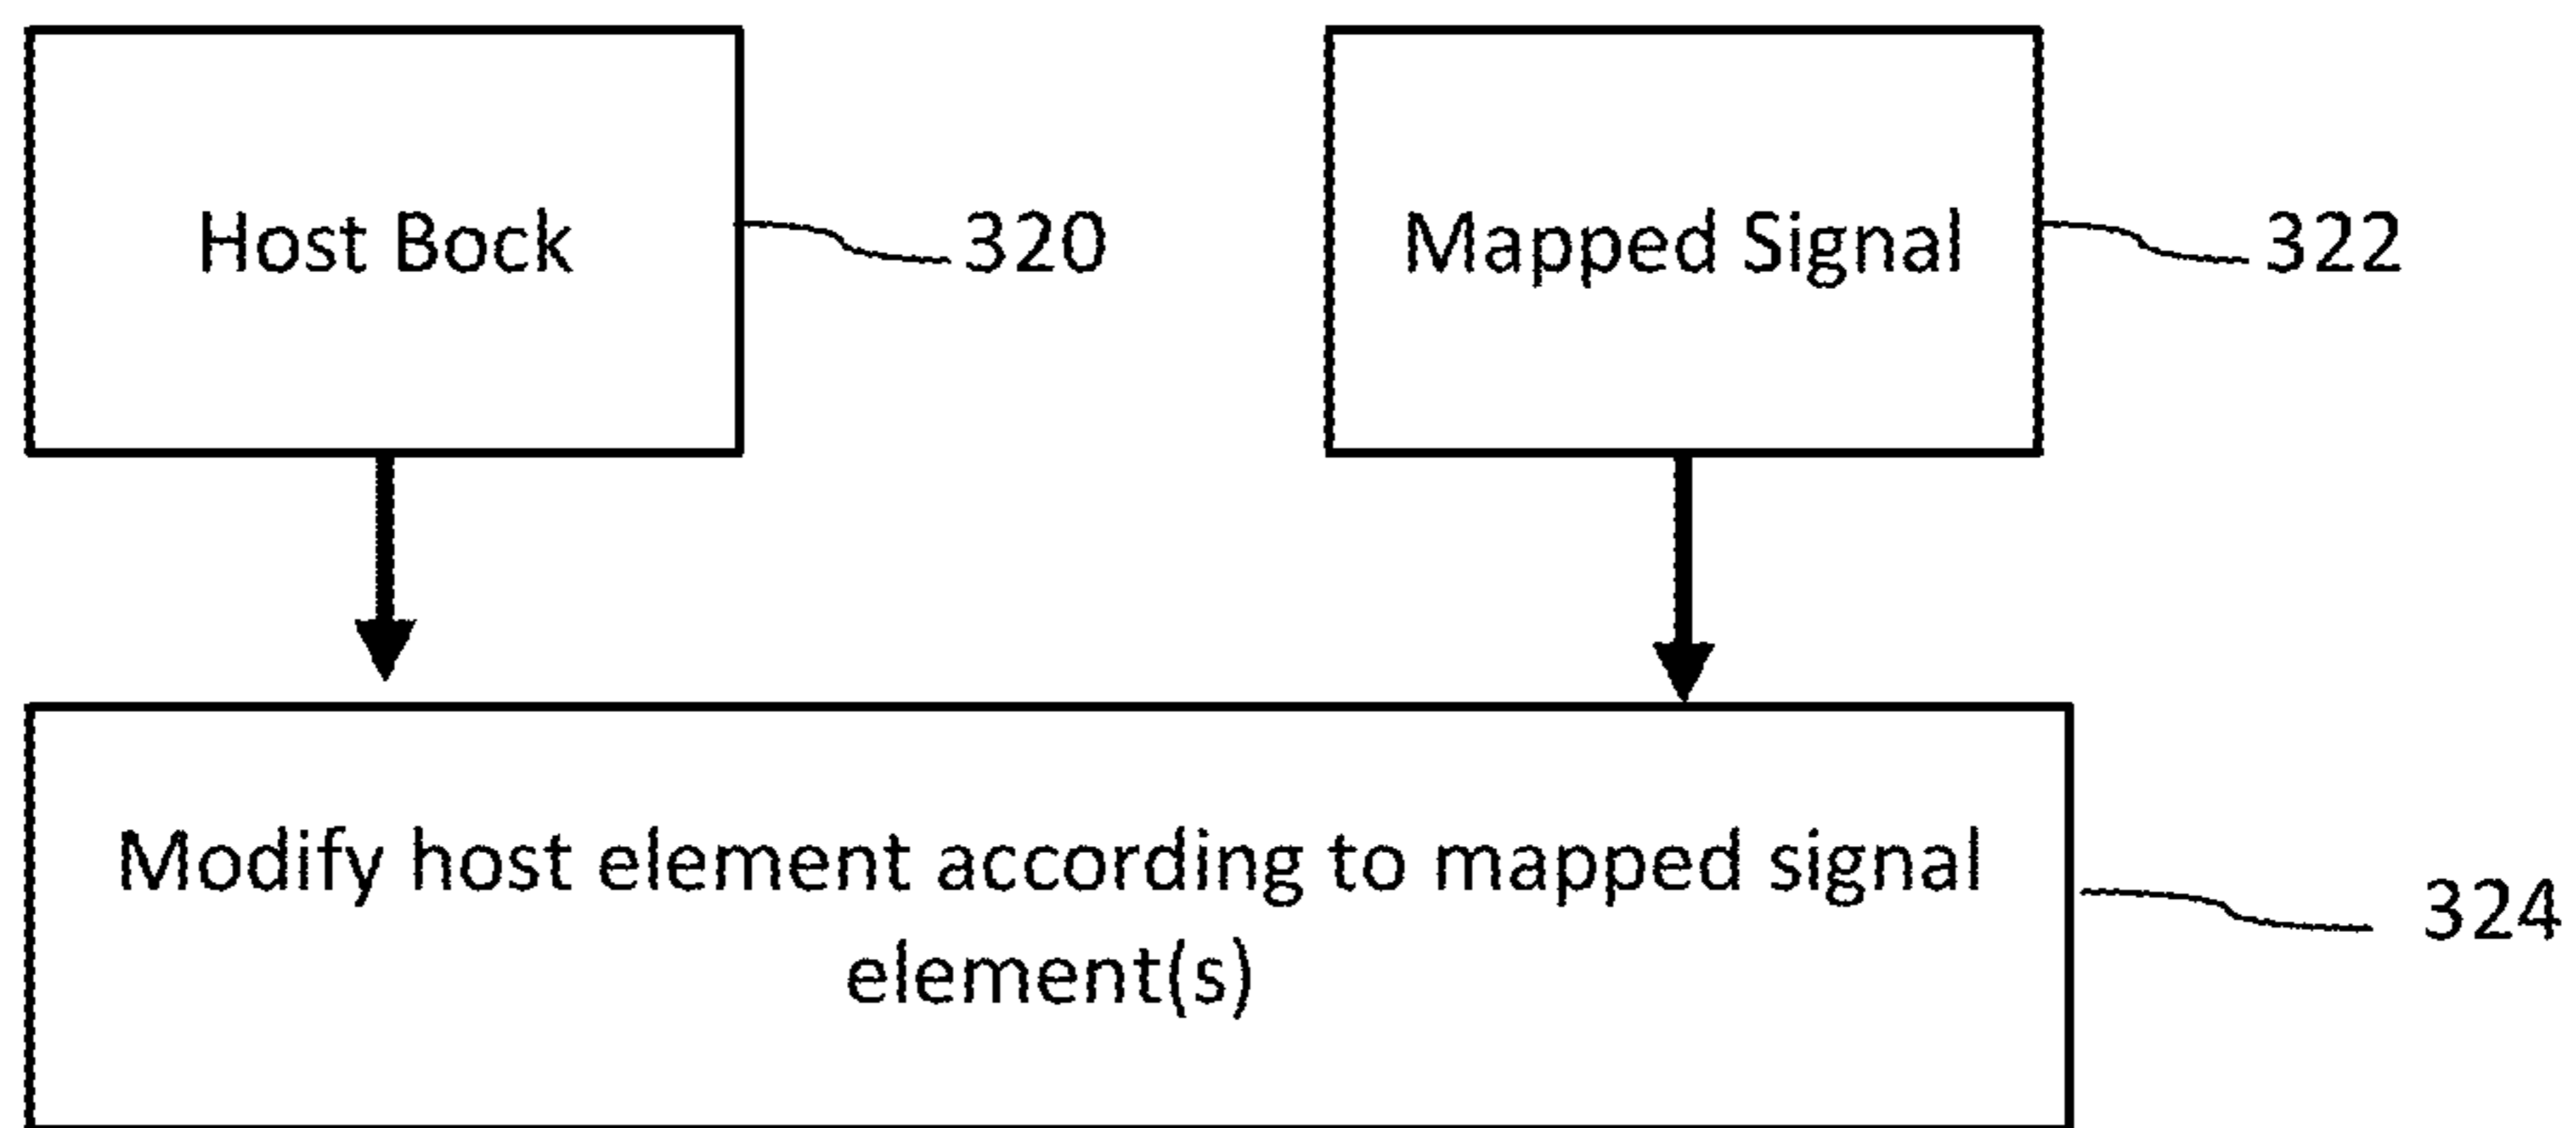 Host Bock
320
Mapped Signal
322
Modify host element according to mapped signal
element(s)
324